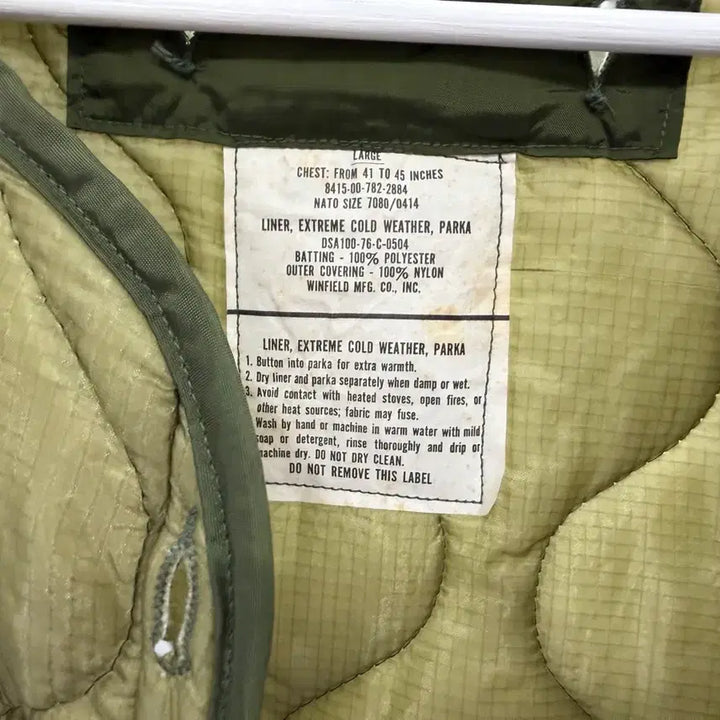 LARGE
CHEST: FROM 41 TO 45 INCHES
8415-00-782-2884
NATO SIZE 7080/0414
LINER, EXTREME COLD WEATHER, PARKA
DSA100-76-C-0504
BATTING - 100% POLYESTER
OUTER COVERING - 100% NYLON
WINFIELD MFG. CO., INC.
LINER, EXTREME COLD WEATHER, PARKA
1. Button into parka for extra warmth.
2. Dry liner and parka separately when damp or wet.
3. Avoid contact with heated stoves, open fires, or
other heat sources; fabric may fuse.
Wash by hand or machine in warm water with mild
soap or detergent, rinse thoroughly and drip or
machine dry. DO NOT DRY CLEAN.
DO NOT REMOVE THIS LABEL